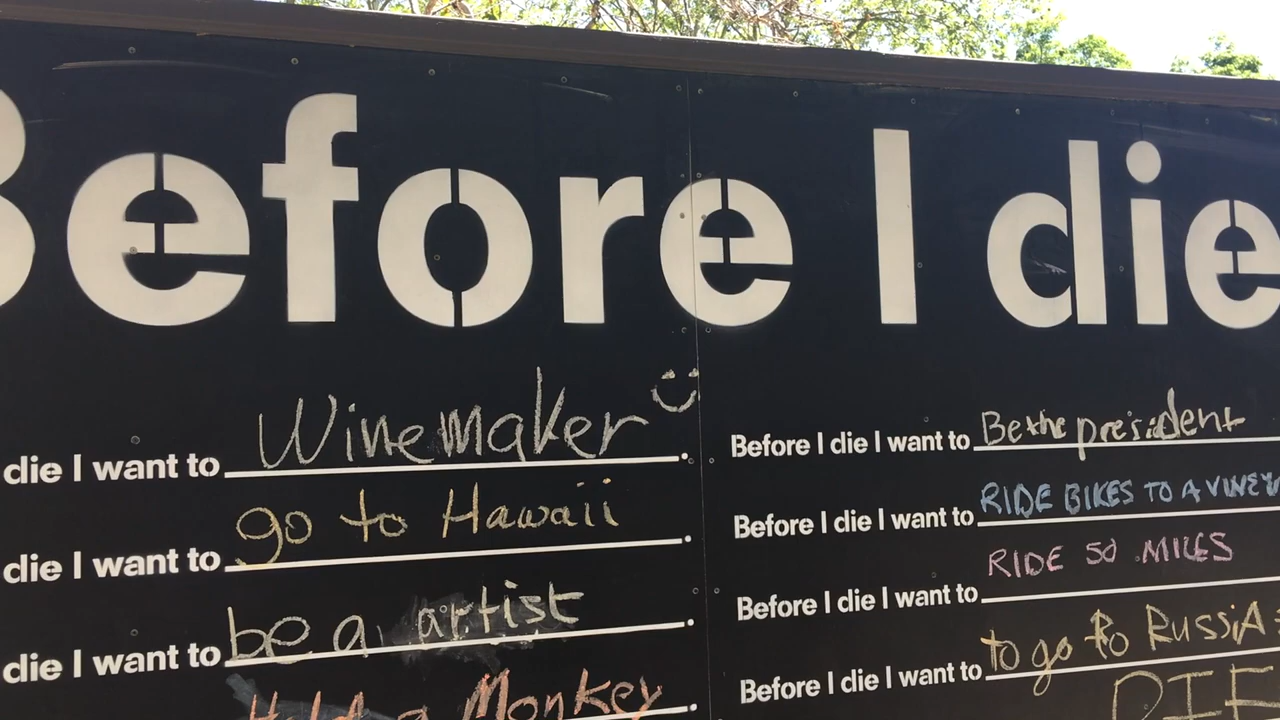 Before I die
die I want to Winemaker
die I want to go to Hawaii.
die I want to be a artist.
a Monkey.
Before I die I want to Be the president
Before I die I want to RIDE BIKES TO A VINEY
Before I die I want to RIDE 50 MILES
Before I die I want to to go to RussiA
DIE